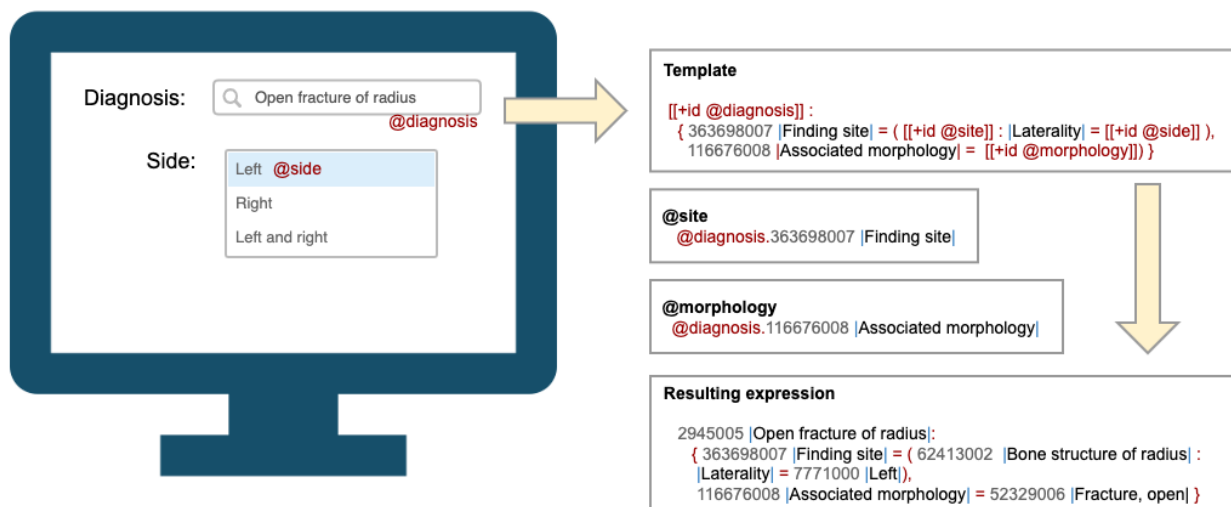 Diagnosis:
Open fracture of radius
@diagnosis
Side:
Left @side
Right
Left and right
Template
[[+id @diagnosis]] :
{ 363698007 |Finding site| = ( [[+id @site]] : |Laterality| = [[+id @side]] ),
116676008 |Associated morphology| = [[+id @morphology]]) }
@site
@diagnosis.363698007 |Finding site|
@morphology
@diagnosis.116676008 |Associated morphology|
Resulting expression
2945005 |Open fracture of radius|:
{ 363698007 |Finding site| = ( 62413002 |Bone structure of radius| :
|Laterality| = 7771000 |Left|),
116676008 |Associated morphology| = 52329006 |Fracture, open| }